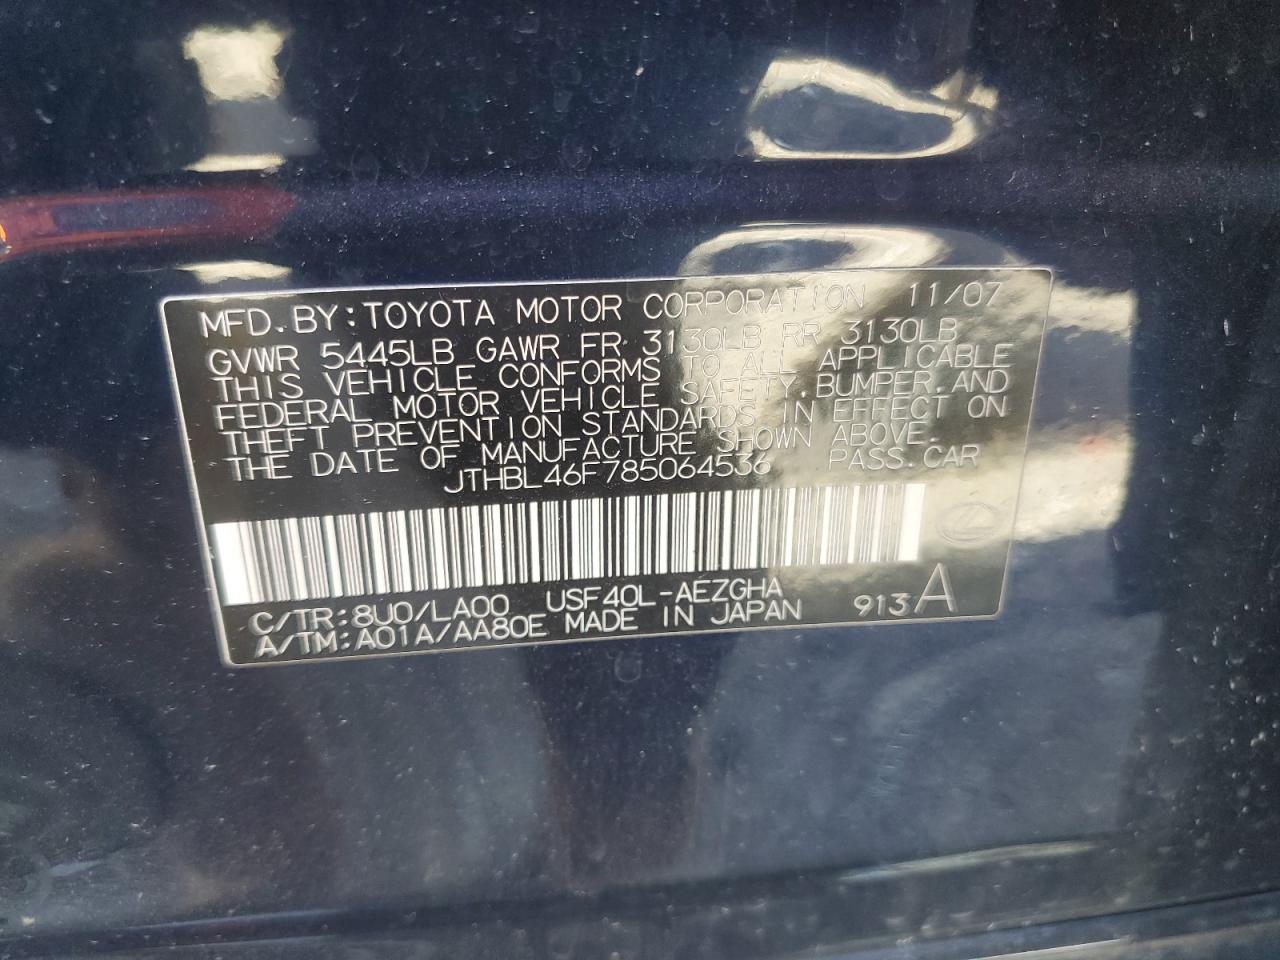 MFD. BY: TOYOTA MOTOR CORPORATION 11/07
GVWR 5445LB GAWR FR 3130LB RR 3130LB
THIS VEHICLE CONFORMS TO ALL APPLICABLE
FEDERAL MOTOR VEHICLE SAFETY, BUMPER, AND
THEFT PREVENTION STANDARDS IN EFFECT ON
THE DATE OF MANUFACTURE SHOWN ABOVE.
JTHBL46F785064536 PASS. CAR
C/TR: 8U0/LA00 USF40L-AEZGHA
A/TM: A01A/AA80E MADE IN JAPAN 913 A